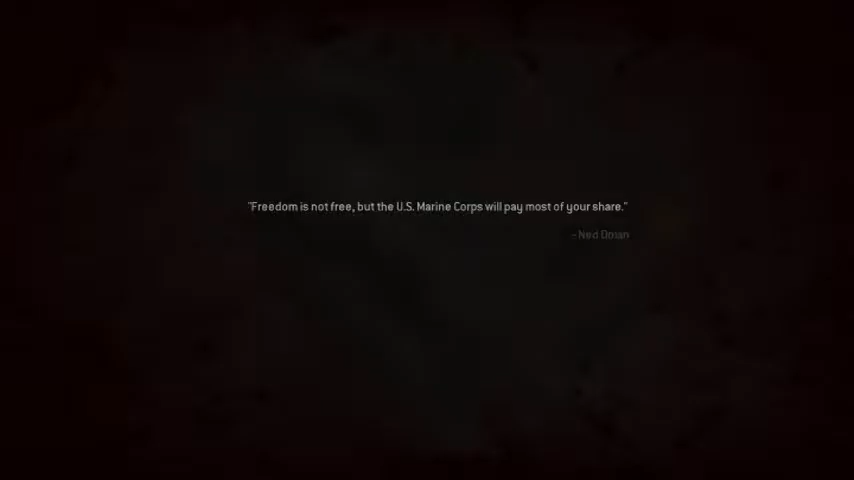 "Freedom is not free, but the U.S. Marine Corps will pay most of your share."
- Ned Dolan